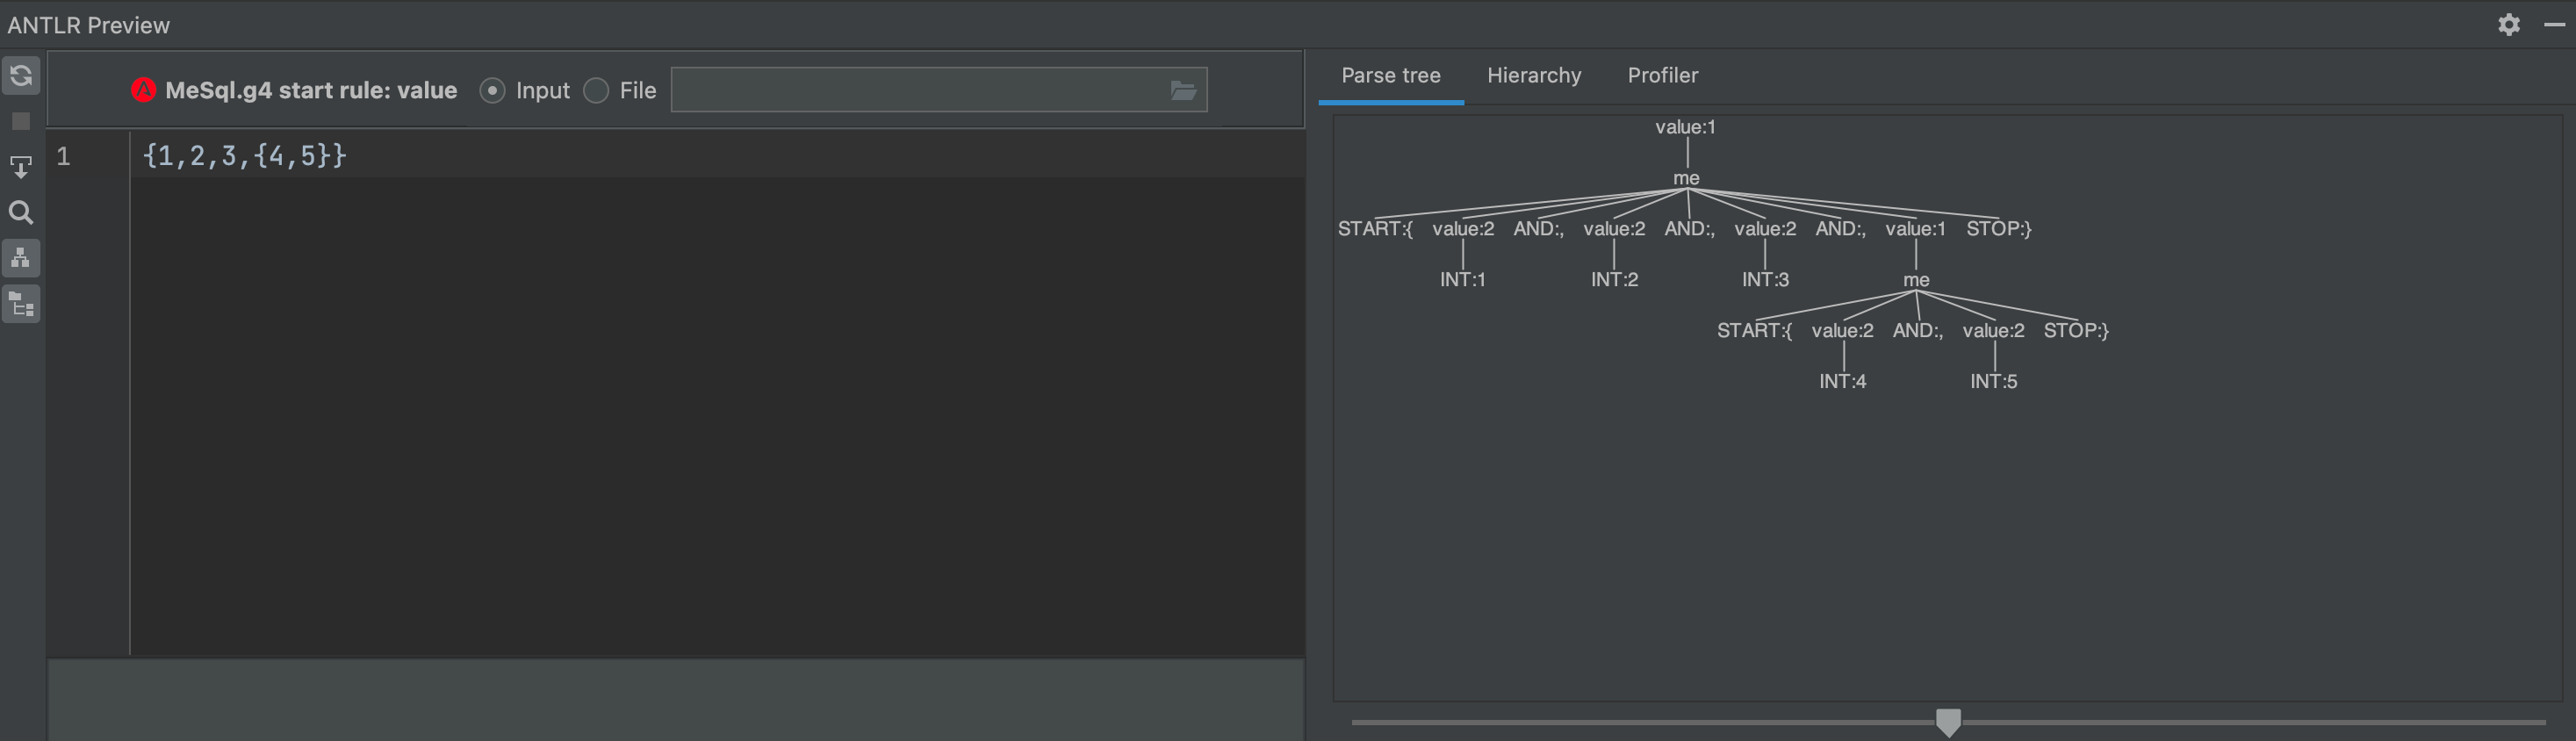 ANTLR Preview
MeSql.g4 start rule: value Input File
1 {1,2,3,{4,5}}
Parse tree Hierarchy Profiler
value:1
me
START:{ value:2 AND:, value:2 AND:, value:2 AND:, value:1 STOP:}
INT:1 INT:2 INT:3 me
START:{ value:2 AND:, value:2 STOP:}
INT:4 INT:5